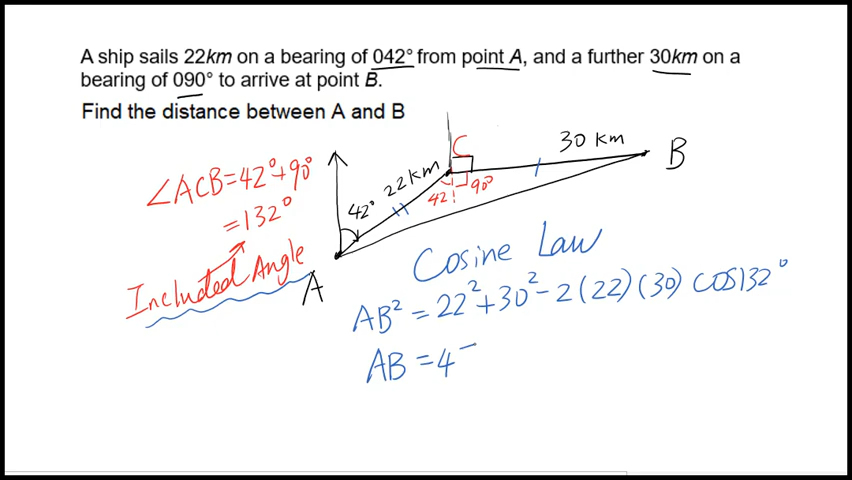 A ship sails 22km on a bearing of 042° from point A, and a further 30km on a
bearing of 090° to arrive at point B.
Find the distance between A and B
C
30 km
B
∠ACB=42°+90°
=132°
22km
42°
42°
90°
Included Angle
A
Cosine Law
AB² = 22²+30²-2(22)(30) cos132°
AB =4